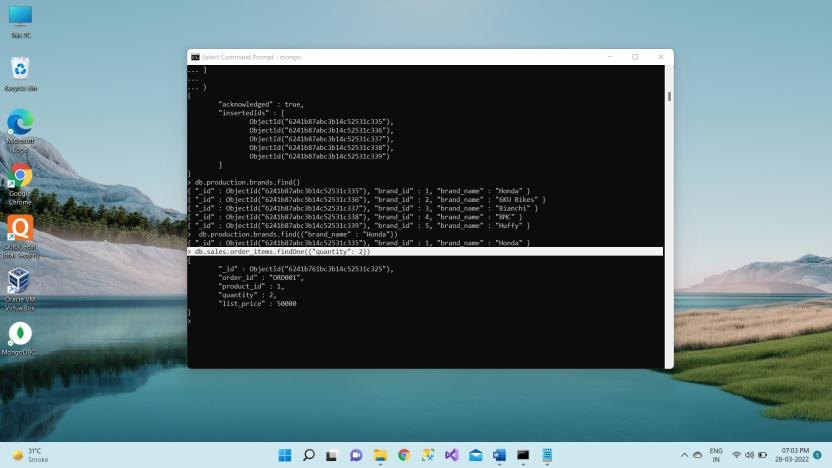 This PC
Recycle Bin
Microsoft
Edge
Google
Chrome
Quick Heal
Total Security
Oracle VM
VirtualBox
MongoDBC...
Select Command Prompt - mongo
... ]
...
... )
{
"acknowledged" : true,
"insertedIds" : [
ObjectId("6241b87abc3b14c52531c335"),
ObjectId("6241b87abc3b14c52531c336"),
ObjectId("6241b87abc3b14c52531c337"),
ObjectId("6241b87abc3b14c52531c338"),
ObjectId("6241b87abc3b14c52531c339")
]
}
> db.production.brands.find()
{ "_id" : ObjectId("6241b87abc3b14c52531c335"), "brand_id" : 1, "brand_name" : "Honda" }
{ "_id" : ObjectId("6241b87abc3b14c52531c336"), "brand_id" : 2, "brand_name" : "6KU Bikes" }
{ "_id" : ObjectId("6241b87abc3b14c52531c337"), "brand_id" : 3, "brand_name" : "Bianchi" }
{ "_id" : ObjectId("6241b87abc3b14c52531c338"), "brand_id" : 4, "brand_name" : "BMC" }
{ "_id" : ObjectId("6241b87abc3b14c52531c339"), "brand_id" : 5, "brand_name" : "Huffy" }
>  db.production.brands.find({"brand_name" : "Honda"})
{ "_id" : ObjectId("6241b87abc3b14c52531c335"), "brand_id" : 1, "brand_name" : "Honda" }
> db.sales.order_items.findOne({"quantity": 2})
{
"_id" : ObjectId("6241b761bc3b14c52531c325"),
"order_id" : "ORD001",
"product_id" : 1,
"quantity" : 2,
"list_price" : 50000
}
>
31°C
Smoke
ENG
IN
07:03 PM
28-03-2022
1